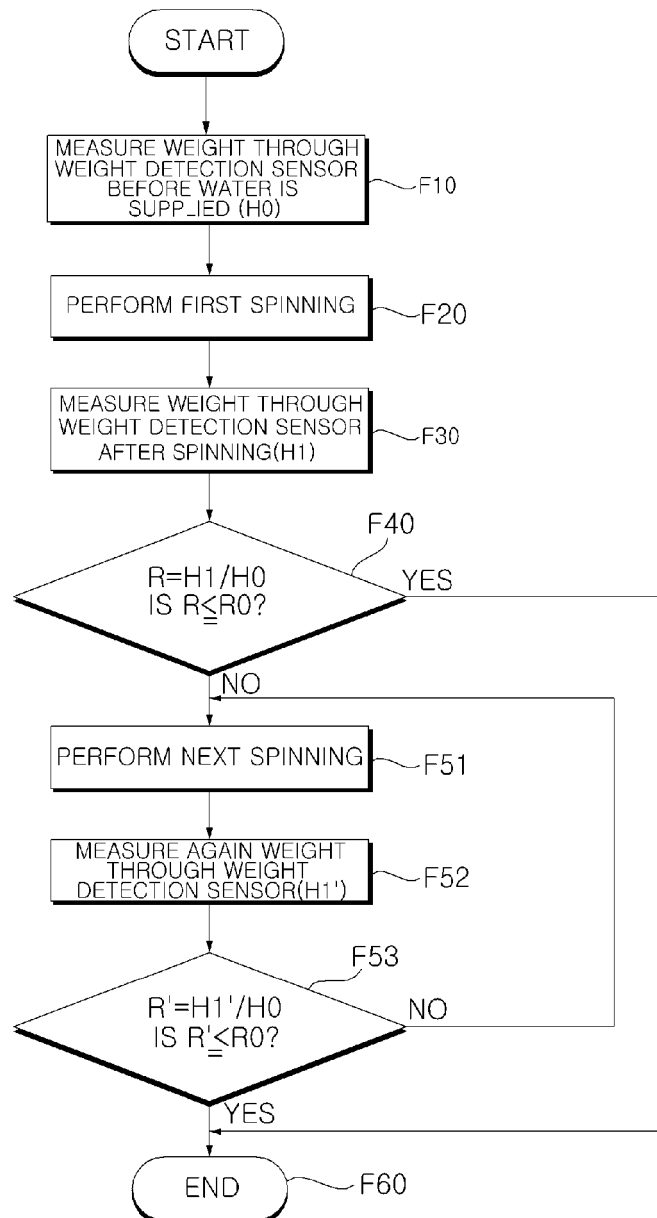 START
MEASURE WEIGHT THROUGH
WEIGHT DETECTION SENSOR
BEFORE WATER IS
SUPPLIED (H0)
F10
PERFORM FIRST SPINNING
F20
MEASURE WEIGHT THROUGH
WEIGHT DETECTION SENSOR
AFTER SPINNING(H1)
F30
F40
R=H1/H0
IS R≦R0?
YES
NO
PERFORM NEXT SPINNING
F51
MEASURE AGAIN WEIGHT
THROUGH WEIGHT
DETECTION SENSOR(H1')
F52
F53
R'=H1'/H0
IS R'≦R0?
NO
YES
END
F60